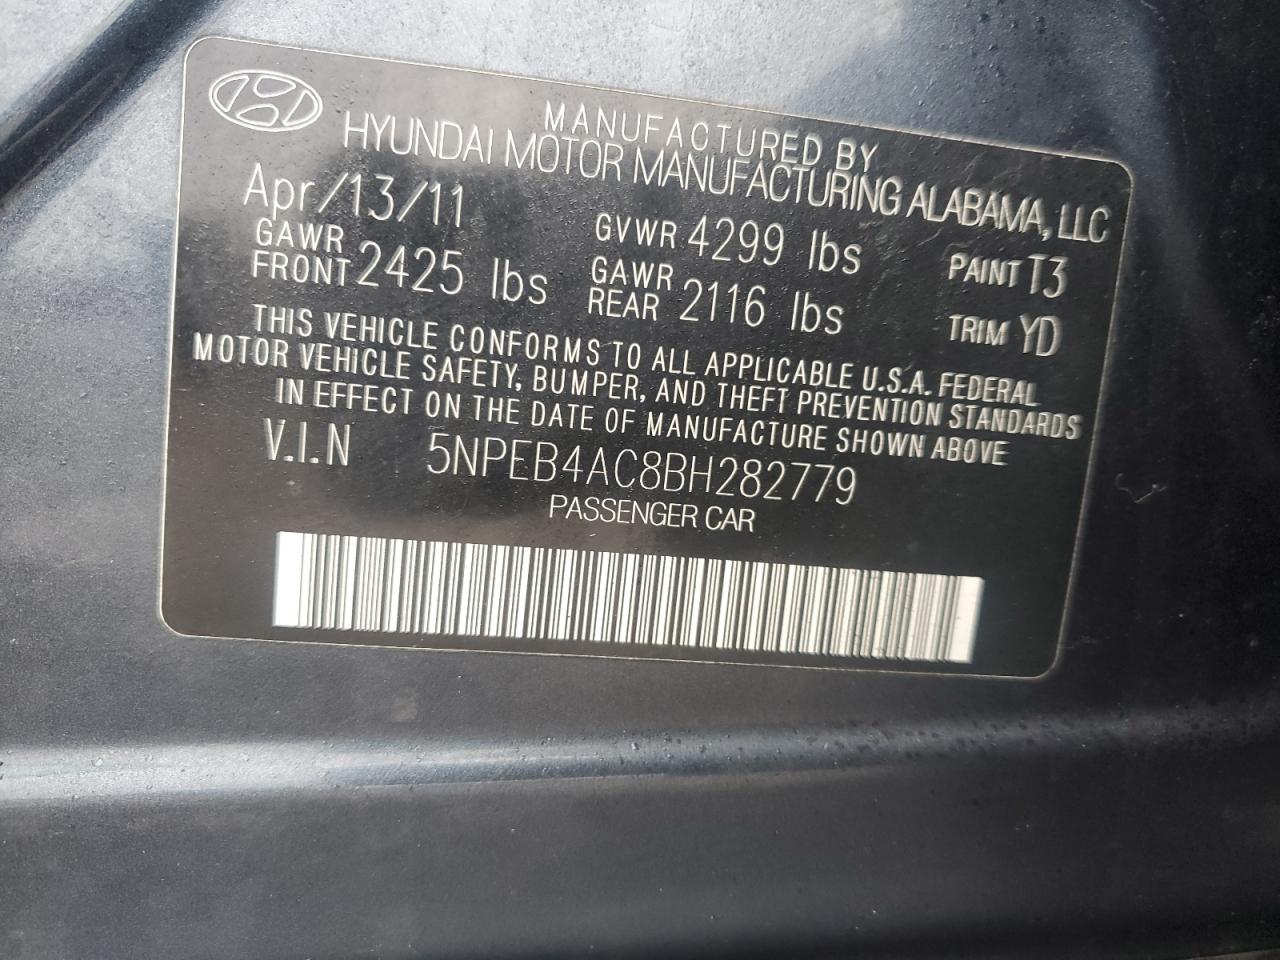 MANUFACTURED BY
HYUNDAI MOTOR MANUFACTURING ALABAMA, LLC
Apr/13/11 GVWR 4299 lbs PAINT T3
GAWR FRONT 2425 lbs GAWR REAR 2116 lbs TRIM YD
THIS VEHICLE CONFORMS TO ALL APPLICABLE U.S.A. FEDERAL
MOTOR VEHICLE SAFETY, BUMPER, AND THEFT PREVENTION STANDARDS
IN EFFECT ON THE DATE OF MANUFACTURE SHOWN ABOVE
V.I.N 5NPEB4AC8BH282779
PASSENGER CAR